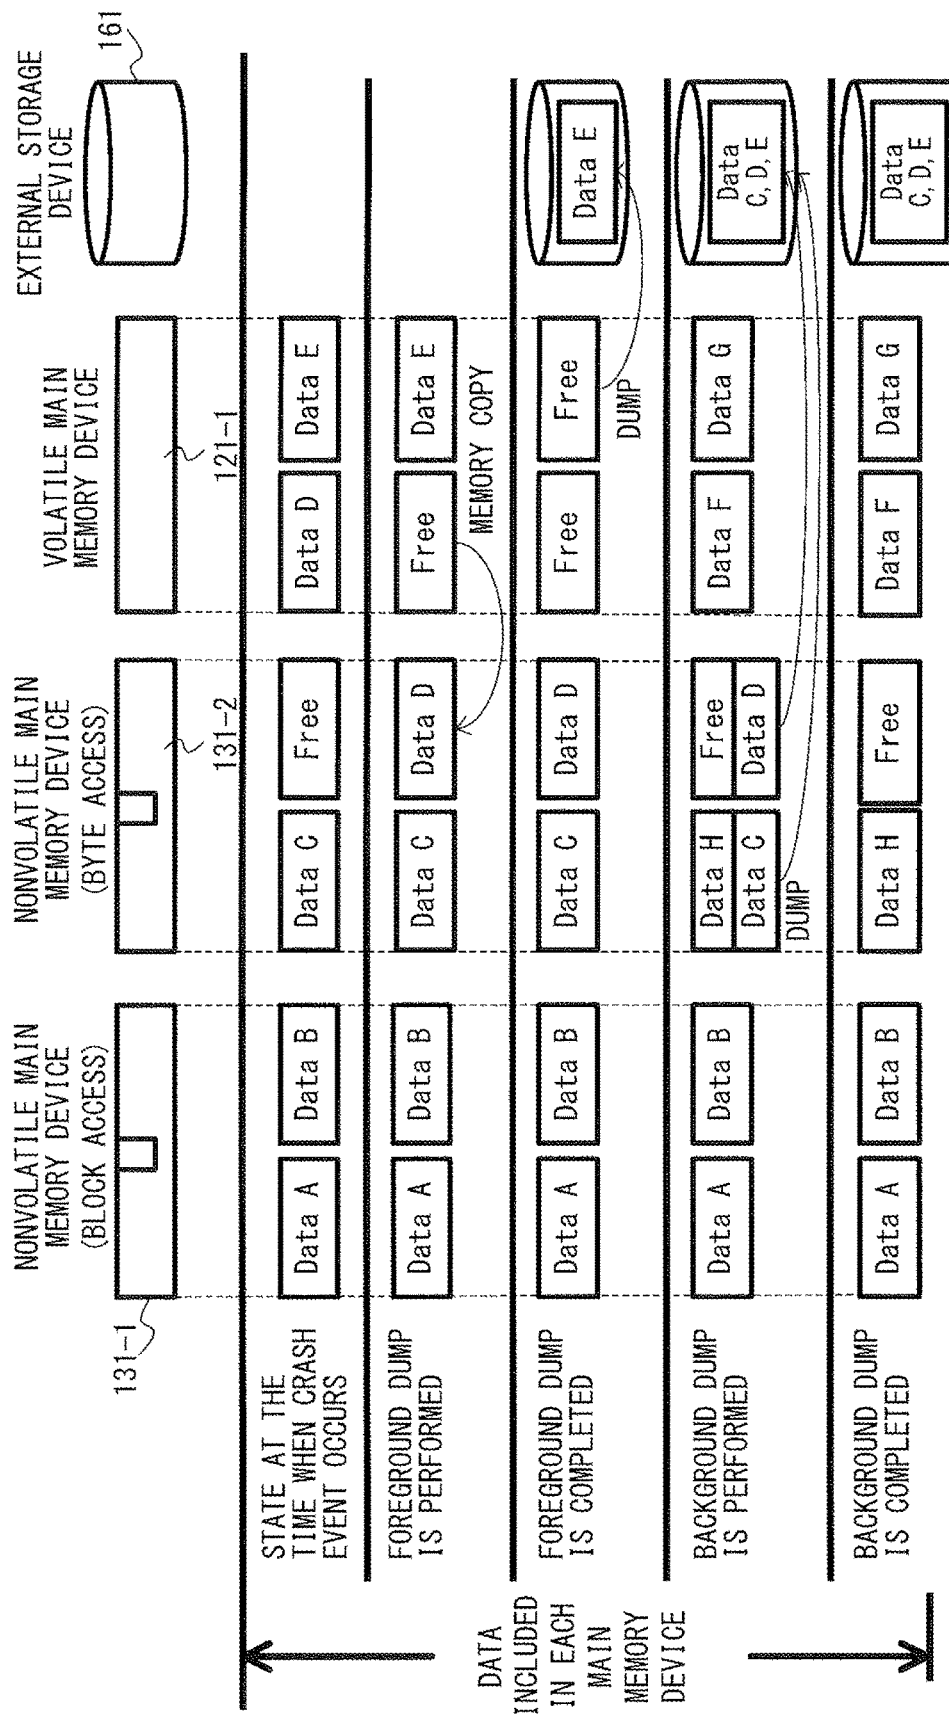 NONVOLATILE MAIN
MEMORY DEVICE
(BLOCK ACCESS)
NONVOLATILE MAIN
MEMORY DEVICE
(BYTE ACCESS)
VOLATILE MAIN
MEMORY DEVICE
EXTERNAL STORAGE
DEVICE
131-1
131-2
121-1
161
DATA
INCLUDED
IN EACH
MAIN
MEMORY
DEVICE
STATE AT THE
TIME WHEN CRASH
EVENT OCCURS
Data A
Data B
Data C
Free
Data D
Data E
FOREGROUND DUMP
IS PERFORMED
Data A
Data B
Data C
Data D
Free
Data E
MEMORY COPY
FOREGROUND DUMP
IS COMPLETED
Data A
Data B
Data C
Data D
Free
Free
Data E
DUMP
BACKGROUND DUMP
IS PERFORMED
Data A
Data B
Data H
Data C
Free
Data D
Data F
Data G
Data
C, D, E
DUMP
BACKGROUND DUMP
IS COMPLETED
Data A
Data B
Data H
Free
Data F
Data G
Data
C, D, E